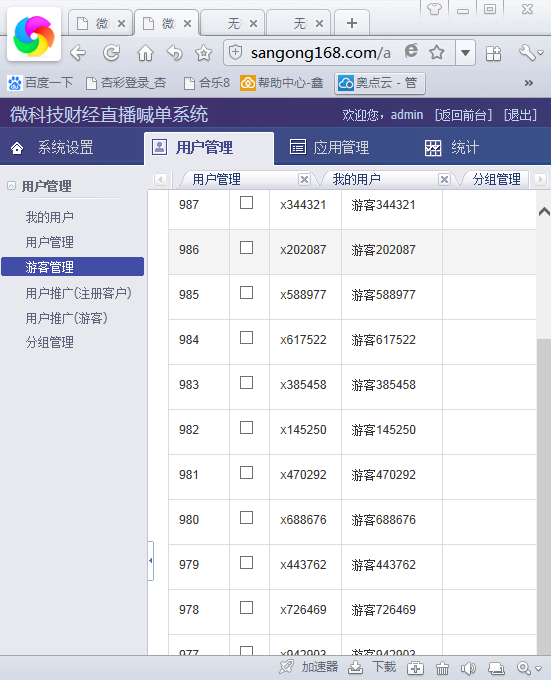 微 微 无 无
sangong168.com/a
百度一下 杏彩登录_杏 合乐8 帮助中心-鑫 奥点云 - 管
微科技财经直播喊单系统 欢迎您，admin [返回前台] [退出]
系统设置 用户管理 应用管理 统计
用户管理
我的用户
用户管理
游客管理
用户推广(注册客户)
用户推广(游客)
分组管理
用户管理 我的用户 分组管理
987 x344321 游客344321
986 x202087 游客202087
985 x588977 游客588977
984 x617522 游客617522
983 x385458 游客385458
982 x145250 游客145250
981 x470292 游客470292
980 x688676 游客688676
979 x443762 游客443762
978 x726469 游客726469
977 x942903 游客942903
加速器 下载